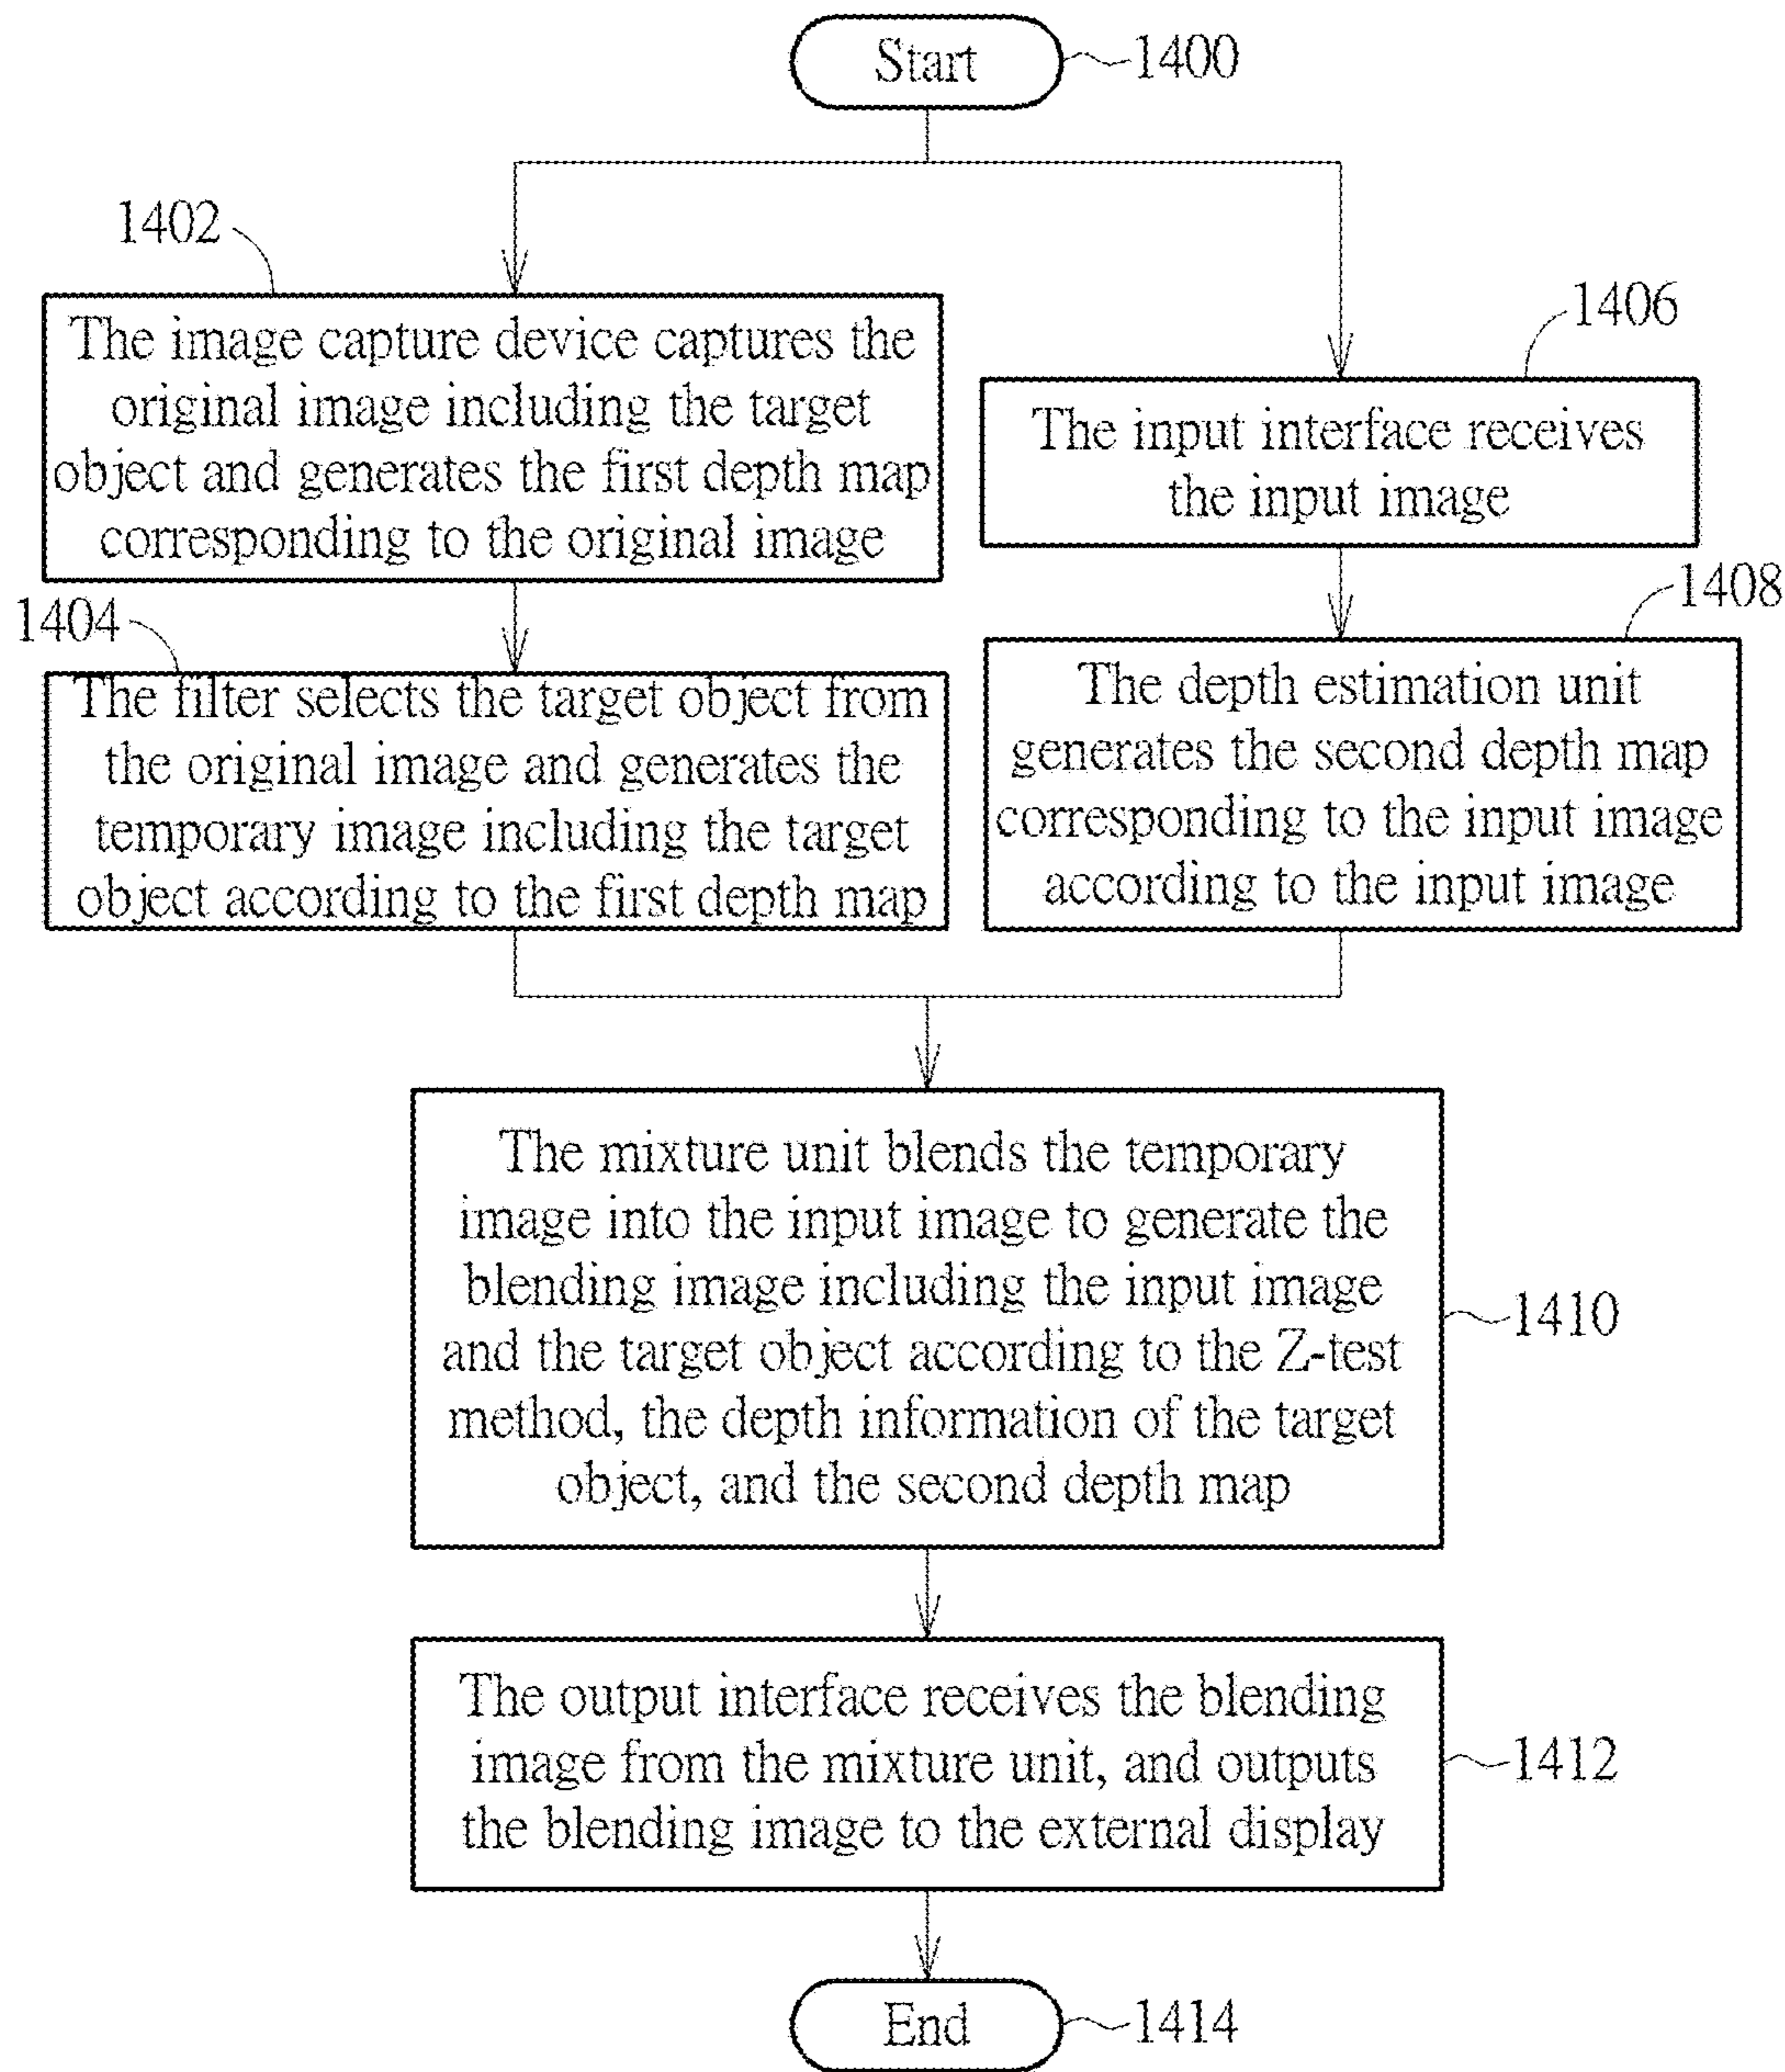 Start
1400
1402
The image capture device captures the
original image including the target
object and generates the first depth map
corresponding to the original image
1404
The filter selects the target object from
the original image and generates the
temporary image including the target
object according to the first depth map
1406
The input interface receives
the input image
1408
The depth estimation unit
generates the second depth map
corresponding to the input image
according to the input image
The mixture unit blends the temporary
image into the input image to generate the
blending image including the input image
and the target object according to the Z-test
method, the depth information of the target
object, and the second depth map
1410
The output interface receives the blending
image from the mixture unit, and outputs
the blending image to the external display
1412
End
1414